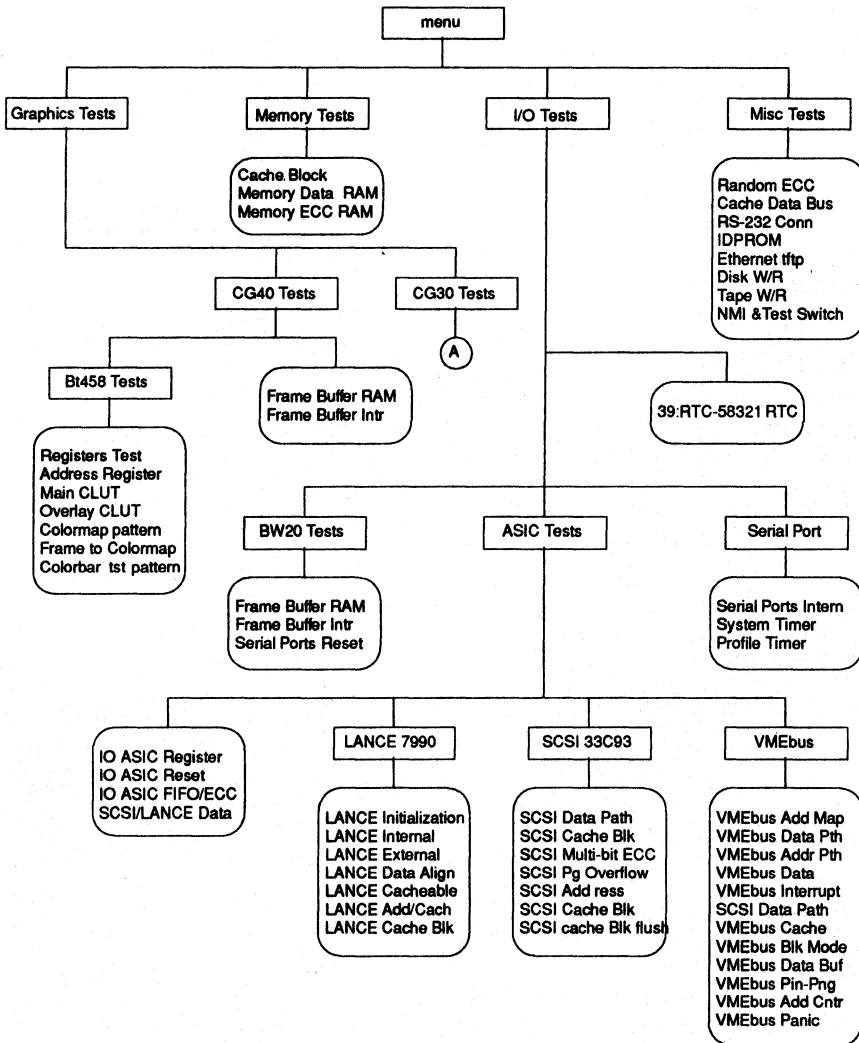 menu
Graphics Tests
Memory Tests
I/O Tests
Misc Tests
Cache Block
Memory Data RAM
Memory ECC RAM
Random ECC
Cache Data Bus
RS-232 Conn
IDPROM
Ethernet tftp
Disk W/R
Tape W/R
NMI &Test Switch
CG40 Tests
CG30 Tests
A
Bt458 Tests
Frame Buffer RAM
Frame Buffer Intr
39:RTC-58321 RTC
Registers Test
Address Register
Main CLUT
Overlay CLUT
Colormap pattern
Frame to Colormap
Colorbar tst pattern
BW20 Tests
ASIC Tests
Serial Port
Frame Buffer RAM
Frame Buffer Intr
Serial Ports Reset
Serial Ports Intern
System Timer
Profile Timer
IO ASIC Register
IO ASIC Reset
IO ASIC FIFO/ECC
SCSI/LANCE Data
LANCE 7990
SCSI 33C93
VMEbus
LANCE Initialization
LANCE Internal
LANCE External
LANCE Data Align
LANCE Cacheable
LANCE Add/Cach
LANCE Cache Blk
SCSI Data Path
SCSI Cache Blk
SCSI Multi-bit ECC
SCSI Pg Overflow
SCSI Add ress
SCSI Cache Blk
SCSI cache Blk flush
VMEbus Add Map
VMEbus Data Pth
VMEbus Addr Pth
VMEbus Data
VMEbus Interrupt
SCSI Data Path
VMEbus Cache
VMEbus Blk Mode
VMEbus Data Buf
VMEbus Pin-Png
VMEbus Add Cntr
VMEbus Panic